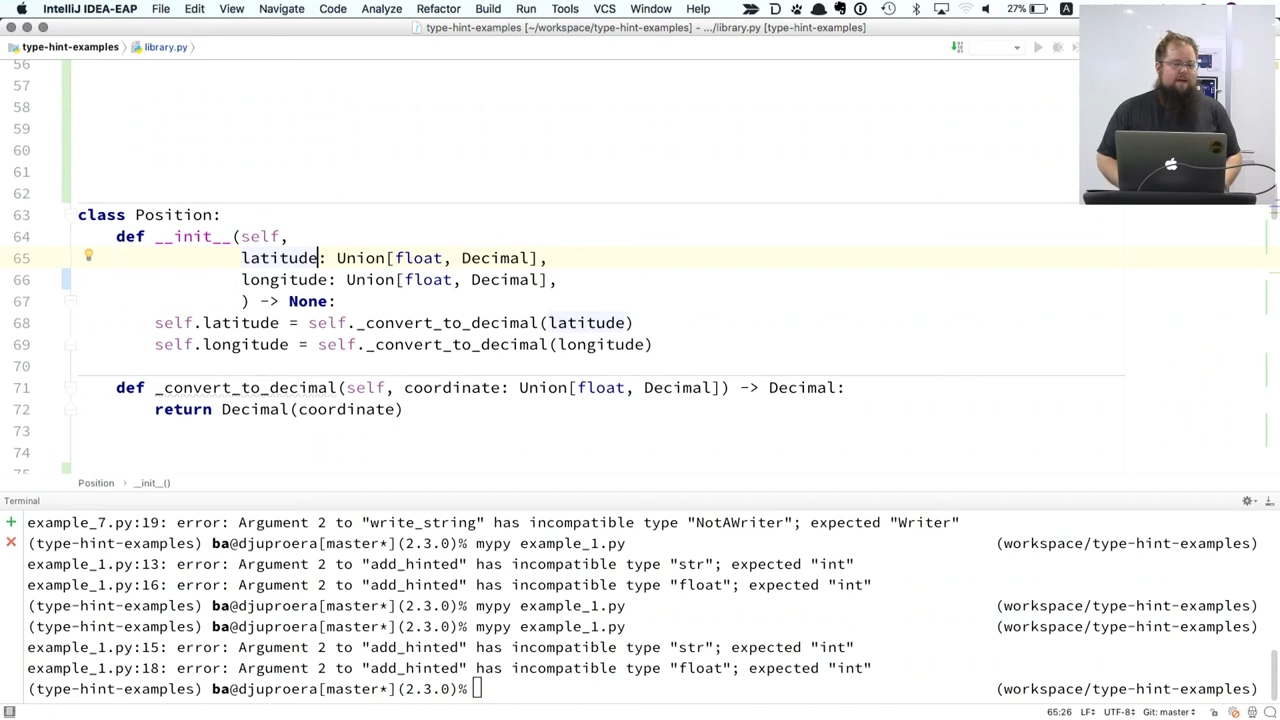 IntelliJ IDEA-EAP File Edit View Navigate Code Analyze Refactor Build Run Tools VCS Window Help 27% A
type-hint-examples [~/workspace/type-hint-examples] - .../library.py [type-hint-examples]
type-hint-examples library.py
56
57
58
59
60
61
62
63 class Position:
64 def __init__(self,
65 latitude: Union[float, Decimal],
66 longitude: Union[float, Decimal],
67 ) -> None:
68 self.latitude = self._convert_to_decimal(latitude)
69 self.longitude = self._convert_to_decimal(longitude)
70
71 def _convert_to_decimal(self, coordinate: Union[float, Decimal]) -> Decimal:
72 return Decimal(coordinate)
73
74
75
Position __init__()
Terminal
example_7.py:19: error: Argument 2 to "write_string" has incompatible type "NotAWriter"; expected "Writer"
(type-hint-examples) ba@djuproera[master*](2.3.0)% mypy example_1.py (workspace/type-hint-examples)
example_1.py:13: error: Argument 2 to "add_hinted" has incompatible type "str"; expected "int"
example_1.py:16: error: Argument 2 to "add_hinted" has incompatible type "float"; expected "int"
(type-hint-examples) ba@djuproera[master*](2.3.0)% mypy example_1.py (workspace/type-hint-examples)
(type-hint-examples) ba@djuproera[master*](2.3.0)% mypy example_1.py (workspace/type-hint-examples)
example_1.py:15: error: Argument 2 to "add_hinted" has incompatible type "str"; expected "int"
example_1.py:18: error: Argument 2 to "add_hinted" has incompatible type "float"; expected "int"
(type-hint-examples) ba@djuproera[master*](2.3.0)% (workspace/type-hint-examples)
65:26 LF UTF-8 Git: master